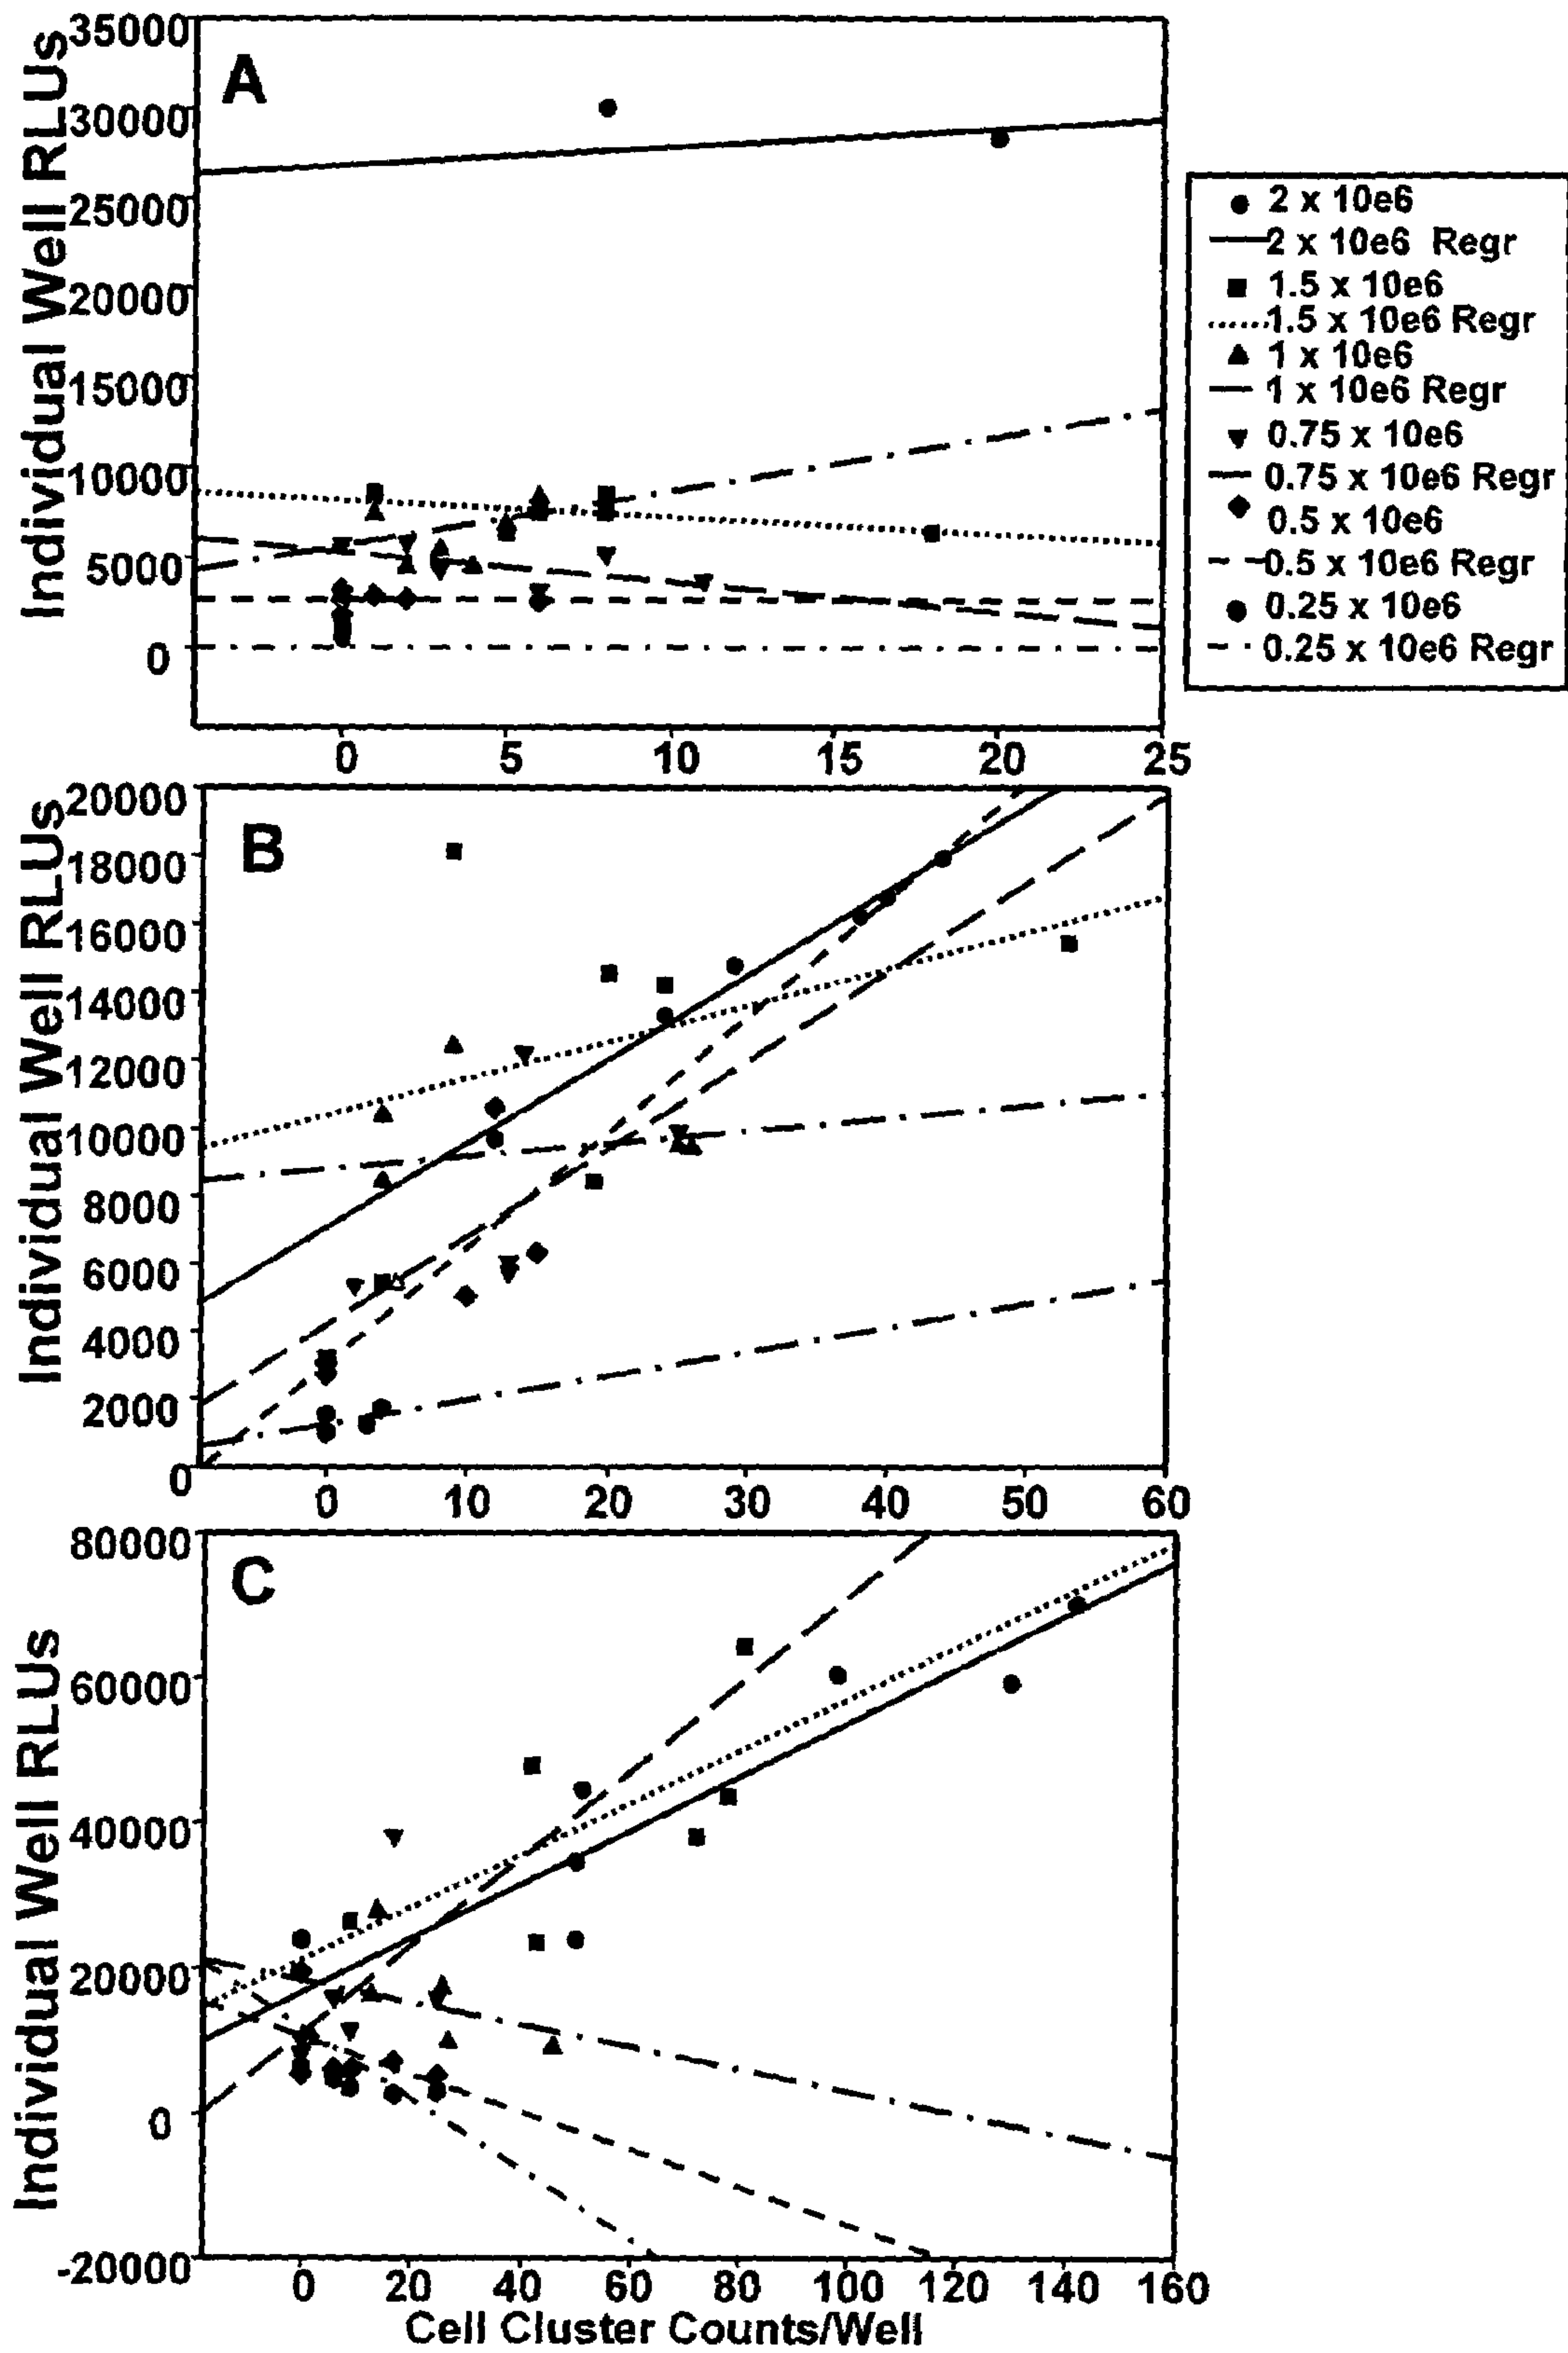 Individual Well RLUs
35000
30000
25000
20000
15000
10000
5000
0
A
0 5 10 15 20 25
2 x 10e6
2 x 10e6 Regr
1.5 x 10e6
1.5 x 10e6 Regr
1 x 10e6
1 x 10e6 Regr
0.75 x 10e6
0.75 x 10e6 Regr
0.5 x 10e6
0.5 x 10e6 Regr
0.25 x 10e6
0.25 x 10e6 Regr
Individual Well RLUs
20000
18000
16000
14000
12000
10000
8000
6000
4000
2000
0
B
0 10 20 30 40 50 60
Individual Well RLUs
80000
60000
40000
20000
0
-20000
C
0 20 40 60 80 100 120 140 160
Cell Cluster Counts/Well